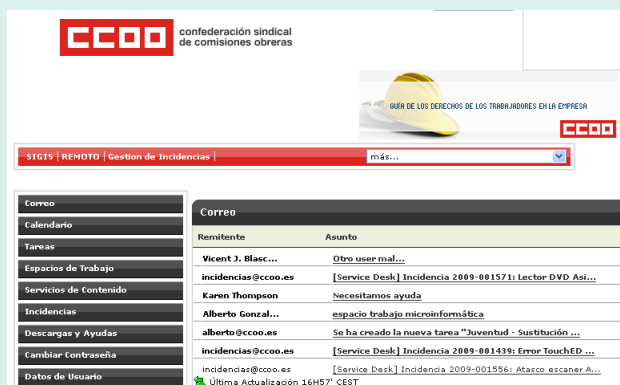 CCOO
confederación sindical
de comisiones obreras
GUÍA DE LOS DERECHOS DE LOS TRABAJADORES EN LA EMPRESA
CCOO
SIGIS | REMOTO | Gestion de Incidencias |
más...
Correo
Calendario
Tareas
Espacios de Trabajo
Servicios de Contenido
Incidencias
Descargas y Ayudas
Cambiar Contraseña
Datos de Usuario
Correo
Remitente Asunto
Vicent J. Blasc... Otro user mal...
incidencias@ccoo.es [Service Desk] Incidencia 2009-001571: Lector DVD Asi...
Karen Thompson Necesitamos ayuda
Alberto Gonzal... espacio trabajo microinformática
alberto@ccoo.es Se ha creado la nueva tarea "Juventud - Sustitución ...
incidencias@ccoo.es [Service Desk] Incidencia 2009-001439: Error TouchED ...
incidencias@ccoo.es [Service Desk] Incidencia 2009-001556: Atasco escaner A...
Última Actualización 16H57' CEST